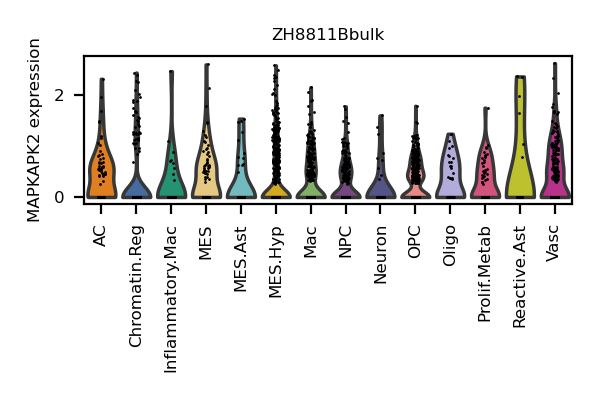 ZH8811Bbulk
MAPKAPK2 expression
2
0
AC
Chromatin.Reg
Inflammatory.Mac
MES
MES.Ast
MES.Hyp
Mac
NPC
Neuron
OPC
Oligo
Prolif.Metab
Reactive.Ast
Vasc